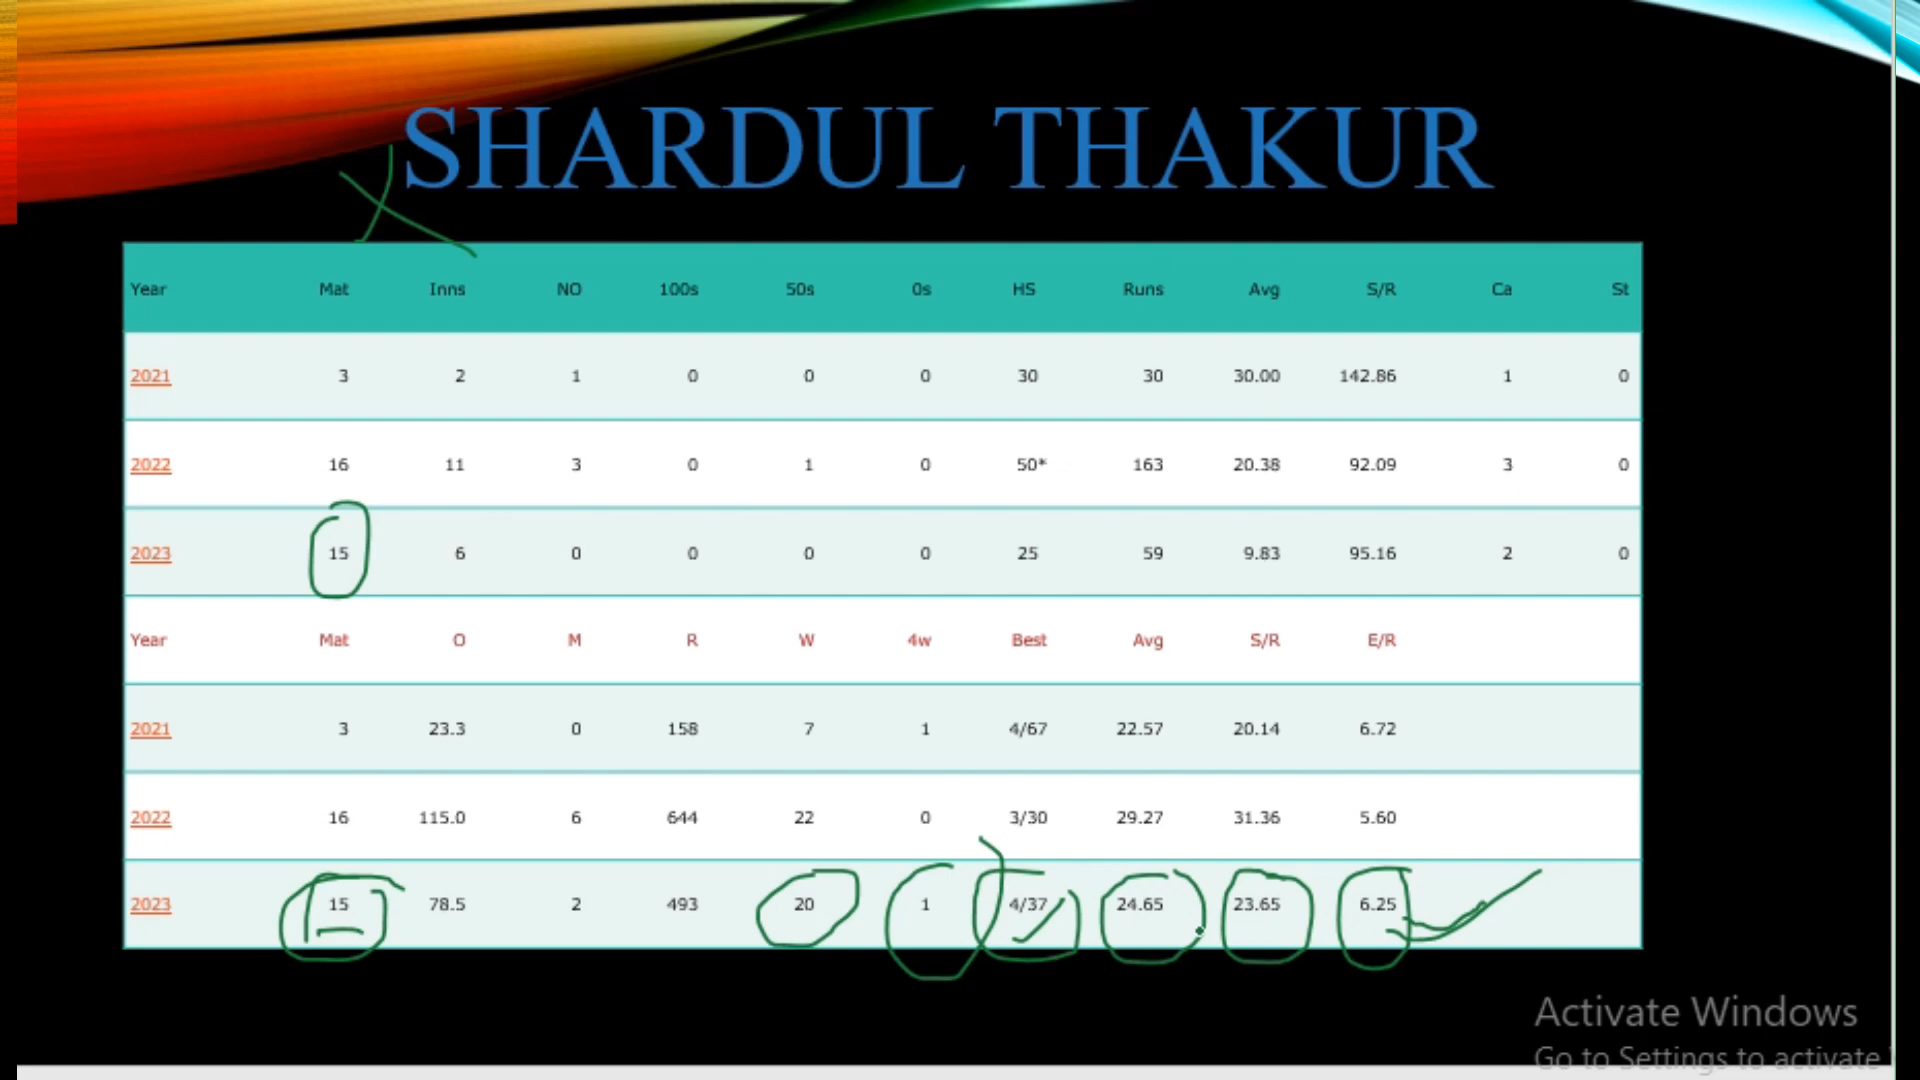 SHARDUL THAKUR
Year Mat Inns NO 100s 50s 0s HS Runs Avg S/R Ca St
2021 3 2 1 0 0 0 30 30 30.00 142.86 1 0
2022 16 11 3 0 1 0 50* 163 20.38 92.09 3 0
2023 15 6 0 0 0 0 25 59 9.83 95.16 2 0
Year Mat O M R W 4w Best Avg S/R E/R
2021 3 23.3 0 158 7 1 4/67 22.57 20.14 6.72
2022 16 115.0 6 644 22 0 3/30 29.27 31.36 5.60
2023 15 78.5 2 493 20 1 4/37 24.65 23.65 6.25
Activate Windows
Go to Settings to activate